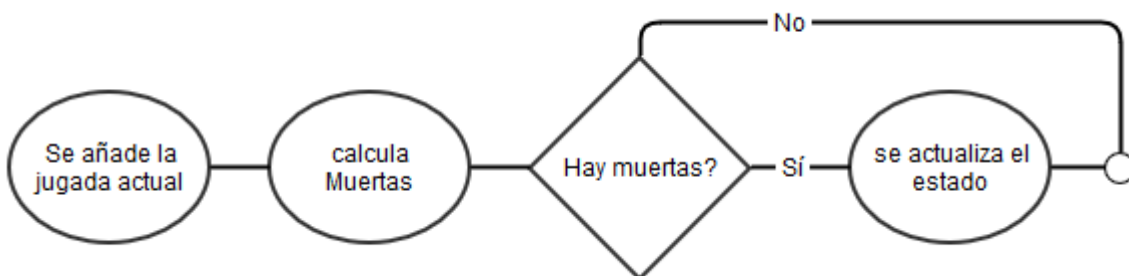 No
Se añade la
jugada actual
calcula
Muertas
Hay muertas?
Sí
se actualiza el
estado